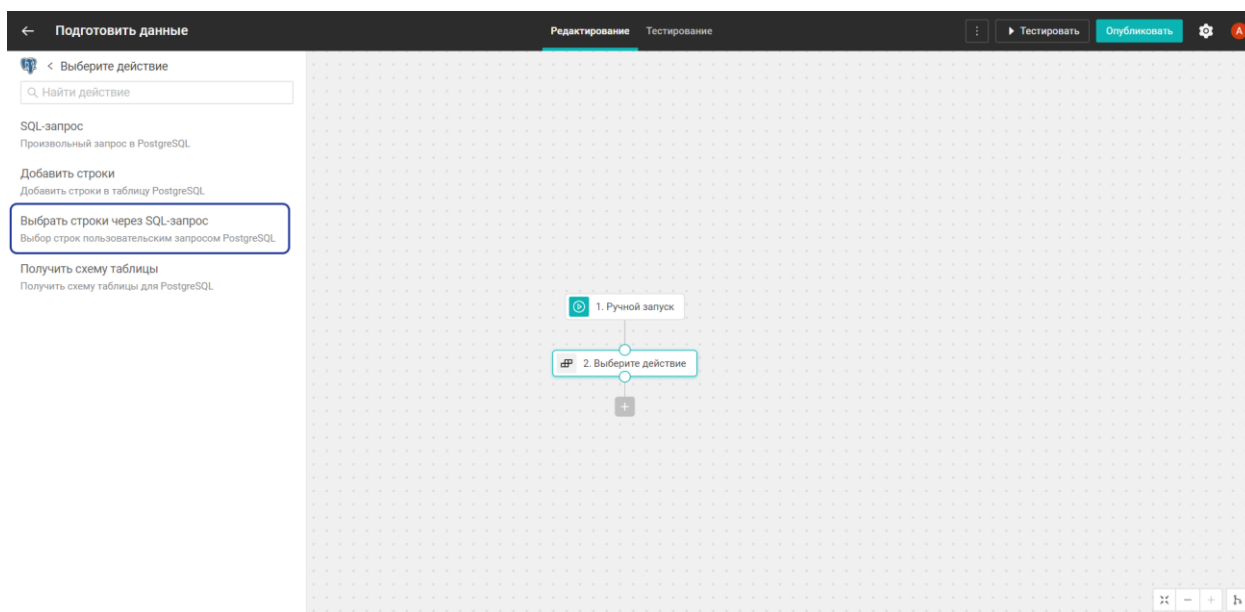 Подготовить данные
Редактирование Тестирование
Тестировать
Опубликовать
А
Выберите действие
Найти действие
SQL-запрос
Произвольный запрос в PostgreSQL
Добавить строки
Добавить строки в таблицу PostgreSQL
Выбрать строки через SQL-запрос
Выбор строк пользовательским запросом PostgreSQL
Получить схему таблицы
Получить схему таблицы для PostgreSQL
1. Ручной запуск
2. Выберите действие